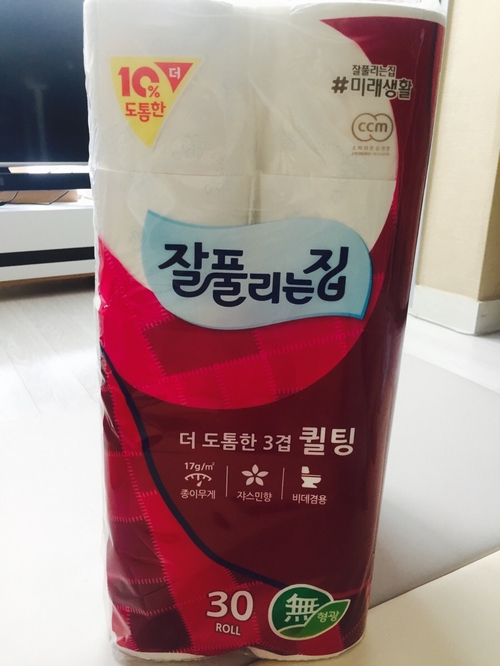 10% 더
도톰한
잘풀리는집
#미래생활
ccm
잘풀리는집
더 도톰한 3겹 퀼팅
17g/㎡
종이무게
쟈스민향
비데겸용
30
ROLL
無 형광